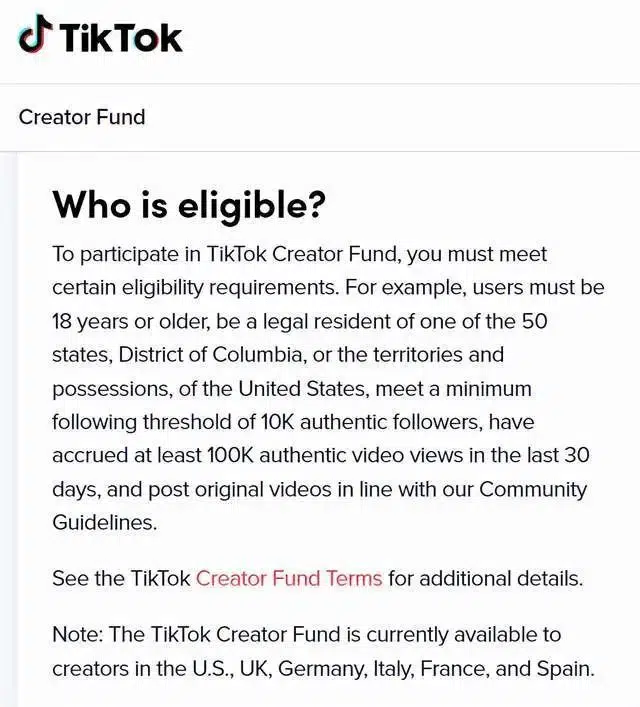 TikTok
Creator Fund
Who is eligible?
To participate in TikTok Creator Fund, you must meet
certain eligibility requirements. For example, users must be
18 years or older, be a legal resident of one of the 50
states, District of Columbia, or the territories and
possessions, of the United States, meet a minimum
following threshold of 10K authentic followers, have
accrued at least 100K authentic video views in the last 30
days, and post original videos in line with our Community
Guidelines.
See the TikTok Creator Fund Terms for additional details.
Note: The TikTok Creator Fund is currently available to
creators in the U.S., UK, Germany, Italy, France, and Spain.